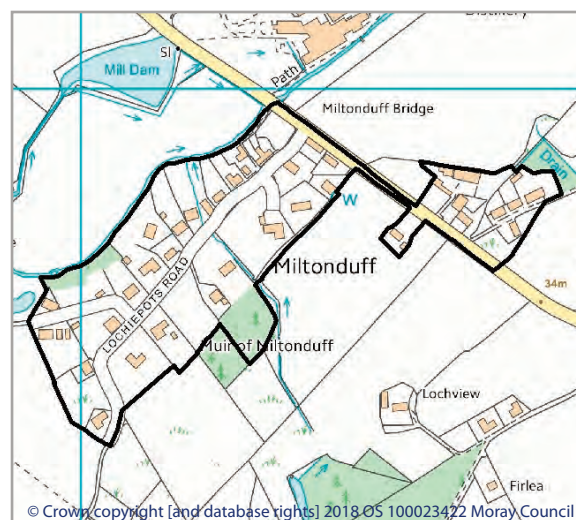 Distillery
Sl
Mill Dam
Path
Miltonduff Bridge
Drain
W
Miltonduff
34m
LOCHIEPOTS ROAD
Muir of Miltonduff
Lochview
Firlea
© Crown copyright [and database rights] 2018 OS 100023422 Moray Council